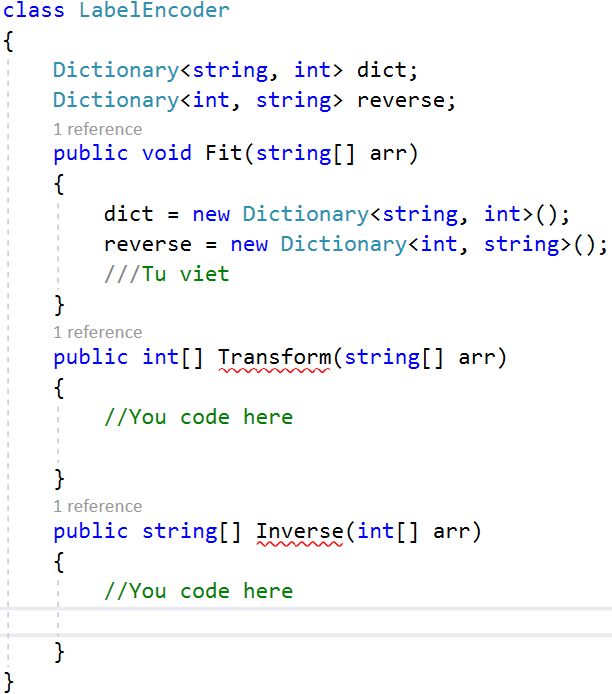 class LabelEncoder
{
Dictionary<string, int> dict;
Dictionary<int, string> reverse;
1 reference
public void Fit(string[] arr)
{
dict = new Dictionary<string, int>();
reverse = new Dictionary<int, string>();
///Tu viet
}
1 reference
public int[] Transform(string[] arr)
{
//You code here
}
1 reference
public string[] Inverse(int[] arr)
{
//You code here
}
}